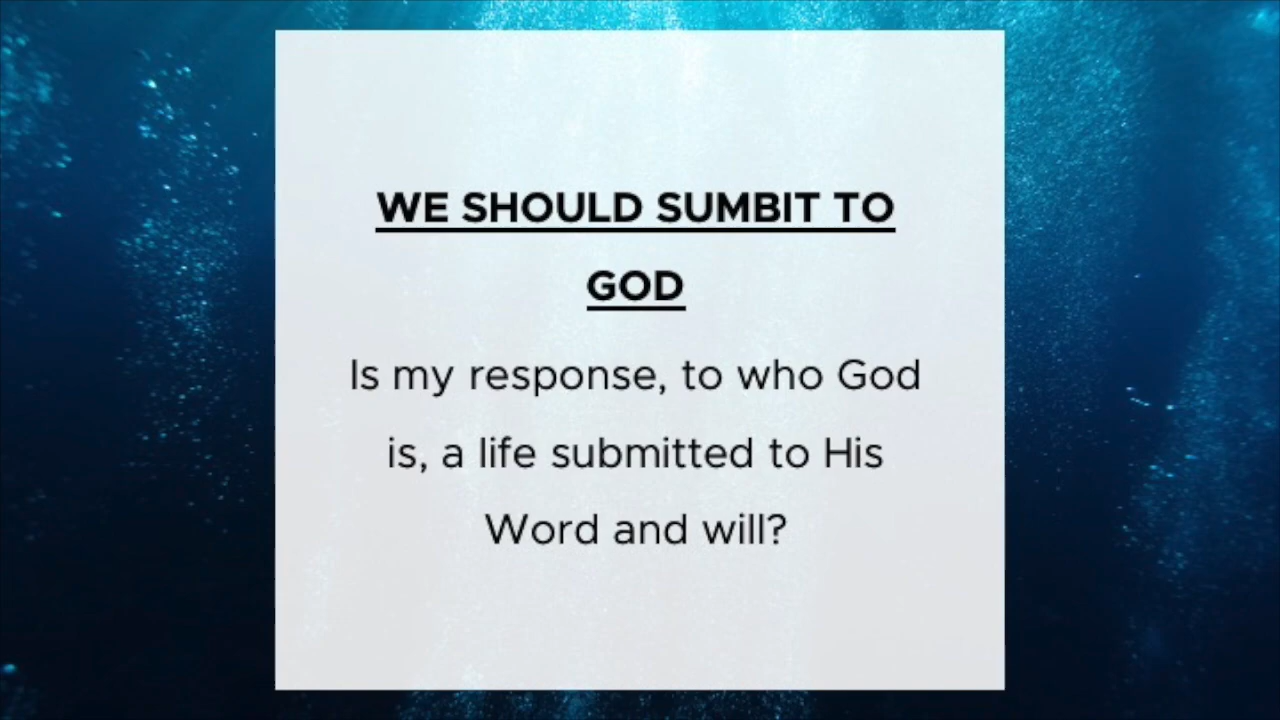 WE SHOULD SUMBIT TO
GOD
Is my response, to who God
is, a life submitted to His
Word and will?